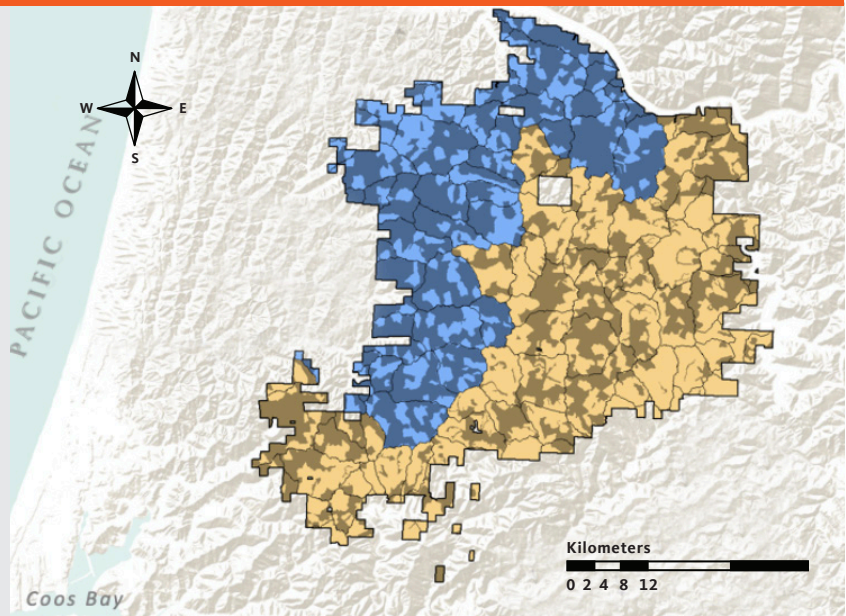 N
W E
S
PACIFIC OCEAN
Kilometers
0 2 4 8 12
Coos Bay